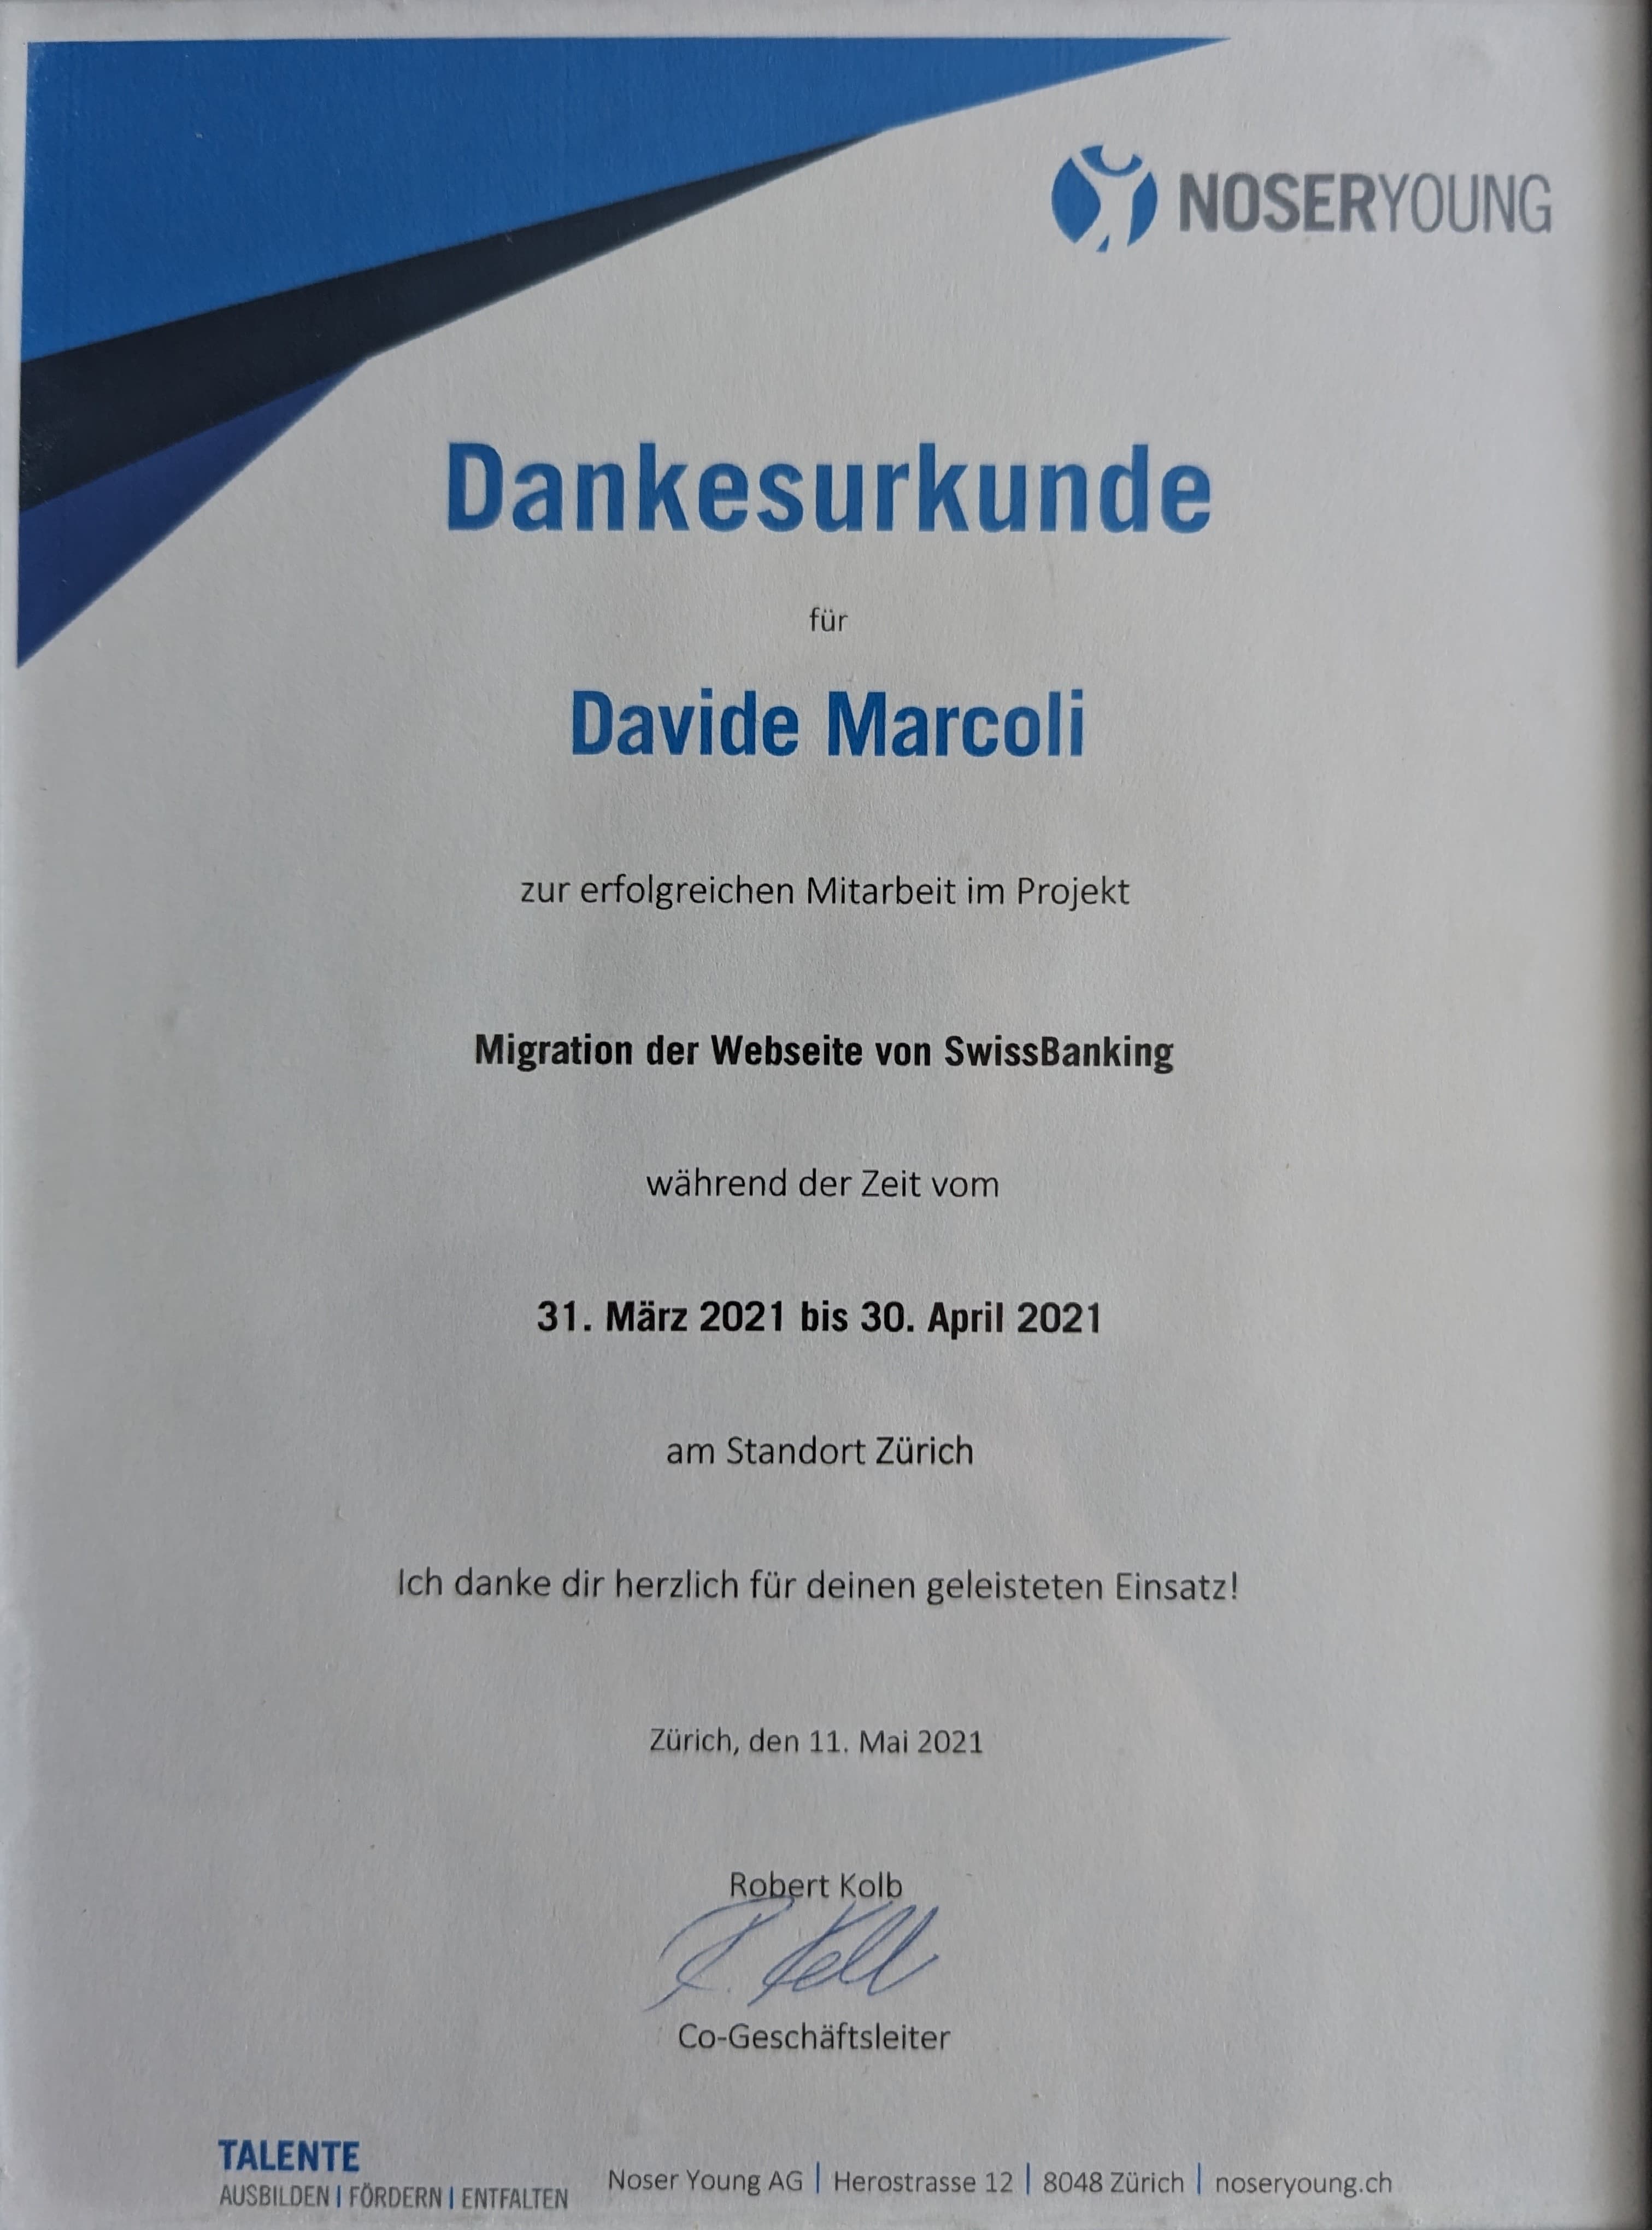 NOSERYOUNG
Dankesurkunde
für
Davide Marcoli
zur erfolgreichen Mitarbeit im Projekt
Migration der Webseite von SwissBanking
während der Zeit vom
31. März 2021 bis 30. April 2021
am Standort Zürich
Ich danke dir herzlich für deinen geleisteten Einsatz!
Zürich, den 11. Mai 2021
Robert Kolb
R. Kolb
Co-Geschäftsleiter
TALENTE
AUSBILDEN | FÖRDERN | ENTFALTEN
Noser Young AG | Herostrasse 12 | 8048 Zürich | noseryoung.ch